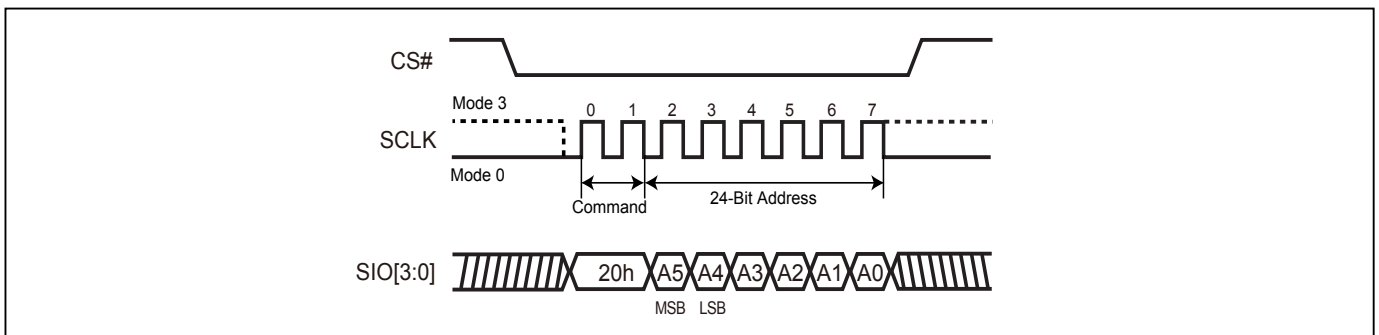 CS#
Mode 3
0 1 2 3 4 5 6 7
SCLK
Mode 0
Command
24-Bit Address
SIO[3:0]
20h A5 A4 A3 A2 A1 A0
MSB LSB